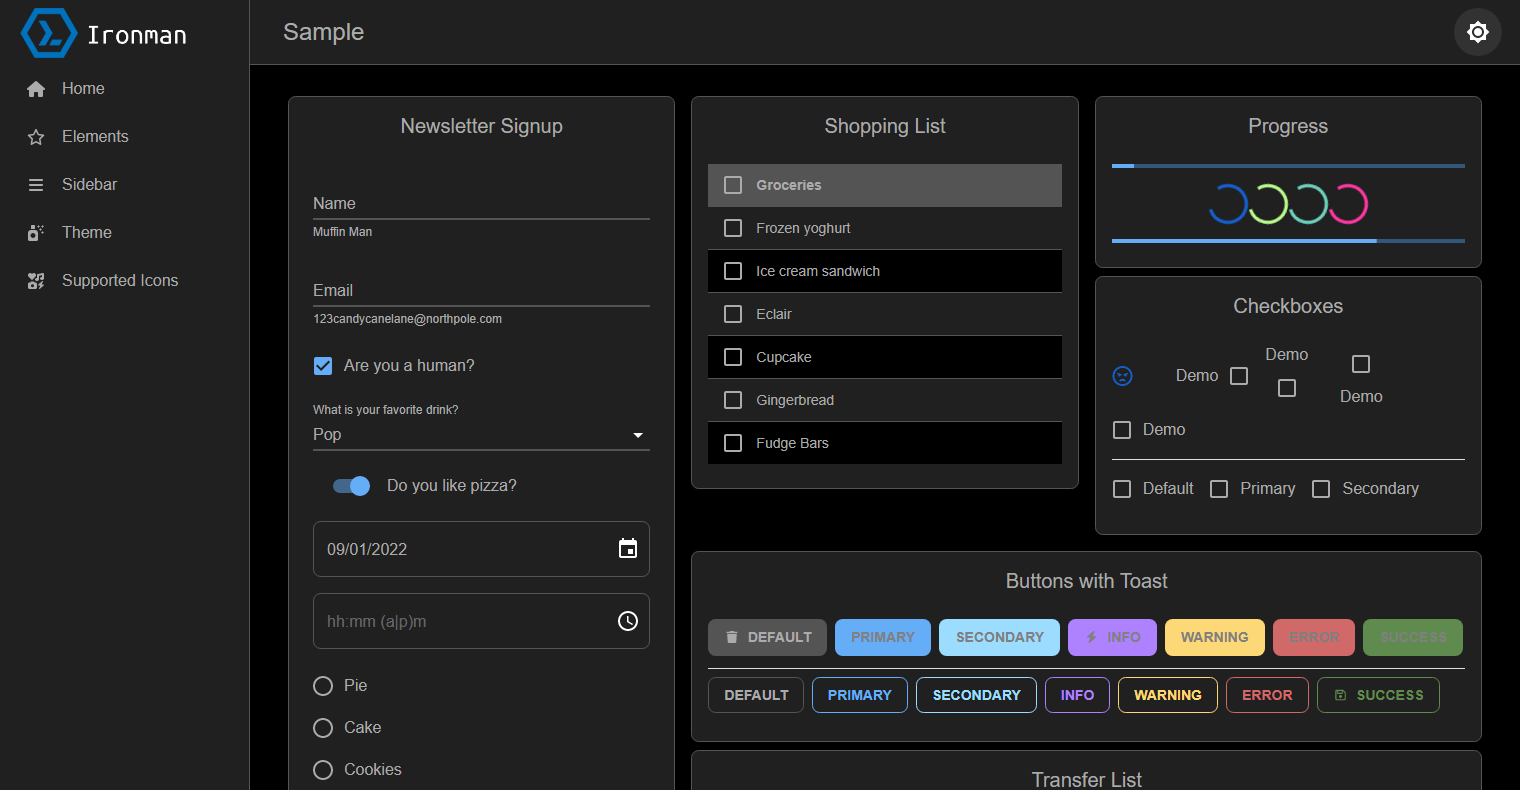 Ironman
Home
Elements
Sidebar
Theme
Supported Icons
Sample
Newsletter Signup
Name
Muffin Man
Email
123candycanelane@northpole.com
Are you a human?
What is your favorite drink?
Pop
Do you like pizza?
09/01/2022
hh:mm (a|p)m
Pie
Cake
Cookies
Shopping List
Groceries
Frozen yoghurt
Ice cream sandwich
Eclair
Cupcake
Gingerbread
Fudge Bars
Progress
Checkboxes
Demo
Demo
Demo
Demo
Default Primary Secondary
Buttons with Toast
DEFAULT PRIMARY SECONDARY INFO WARNING ERROR SUCCESS
DEFAULT PRIMARY SECONDARY INFO WARNING ERROR SUCCESS
Transfer List